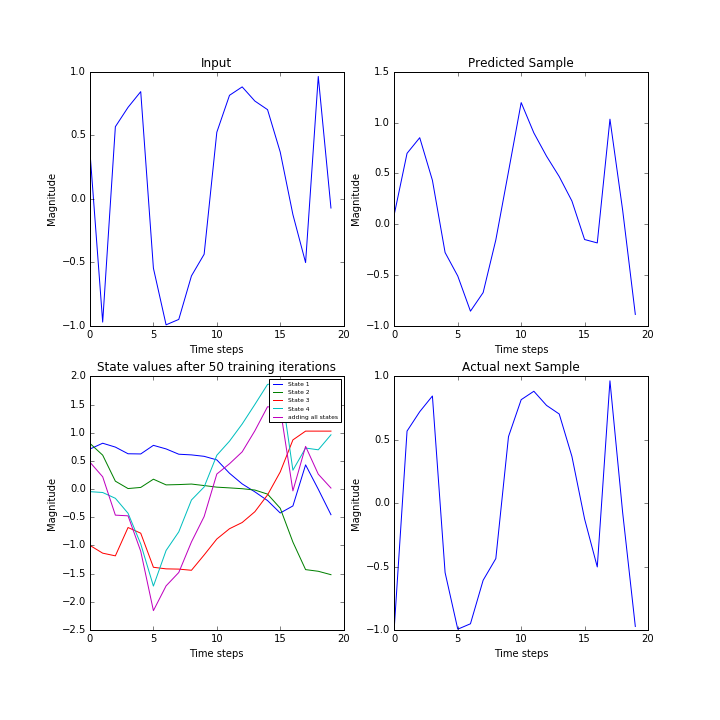 Input
Magnitude
1.0
0.5
0.0
−0.5
−1.0
0 5 10 15 20
Time steps
Predicted Sample
Magnitude
1.5
1.0
0.5
0.0
−0.5
−1.0
0 5 10 15 20
Time steps
State values after 50 training iterations
Magnitude
2.0
1.5
1.0
0.5
0.0
−0.5
−1.0
−1.5
−2.0
−2.5
0 5 10 15 20
Time steps
State 1
State 2
State 3
State 4
adding all states
Actual next Sample
Magnitude
1.0
0.5
0.0
−0.5
−1.0
0 5 10 15 20
Time steps